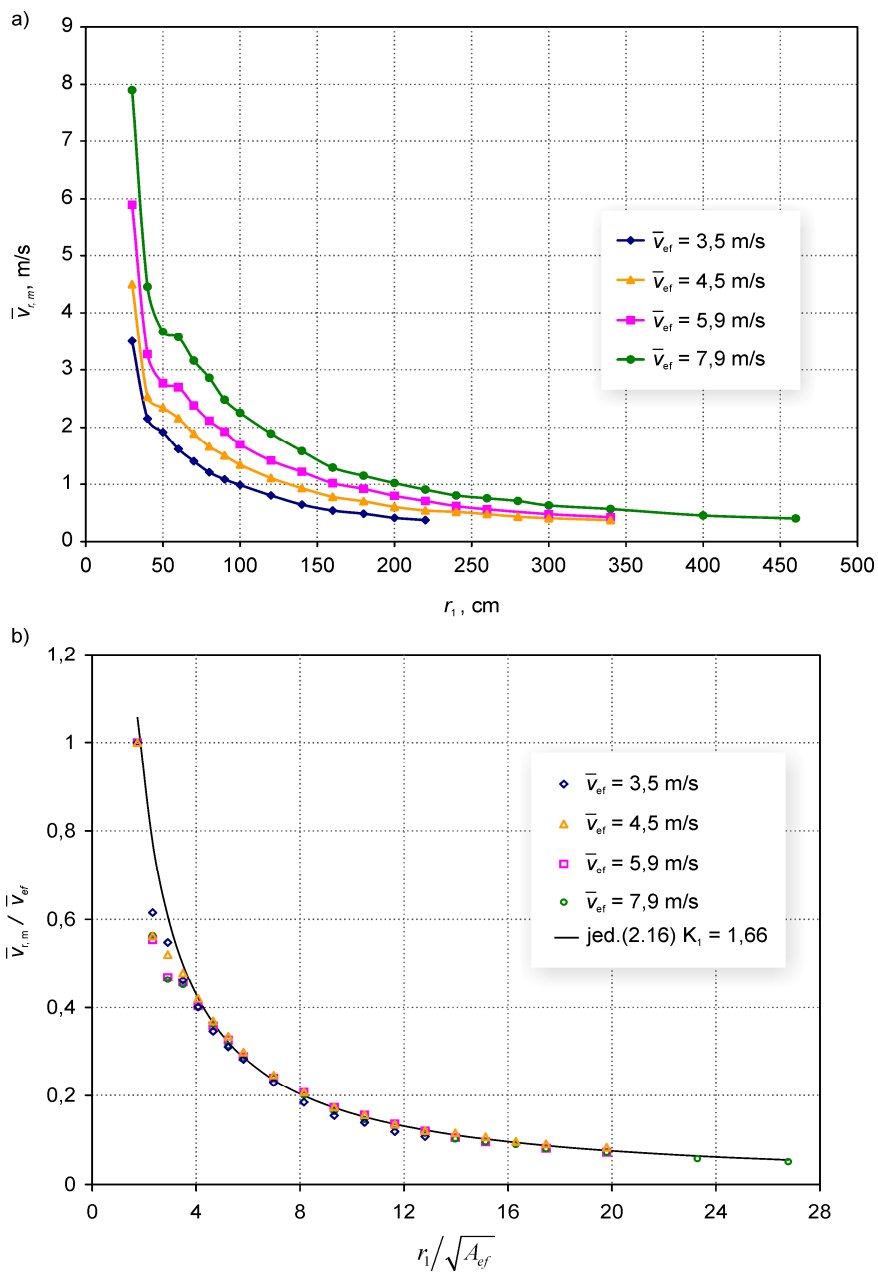 a)
9
8
7
6
5
4
3
2
1
0
v̅r,m, m/s
v̅ef = 3,5 m/s
v̅ef = 4,5 m/s
v̅ef = 5,9 m/s
v̅ef = 7,9 m/s
0 50 100 150 200 250 300 350 400 450 500
r1 , cm
b)
1,2
1
0,8
0,6
0,4
0,2
0
v̅r,m / v̅ef
v̅ef = 3,5 m/s
v̅ef = 4,5 m/s
v̅ef = 5,9 m/s
v̅ef = 7,9 m/s
jed.(2.16) K1 = 1,66
0 4 8 12 16 20 24 28
r1/√Aef